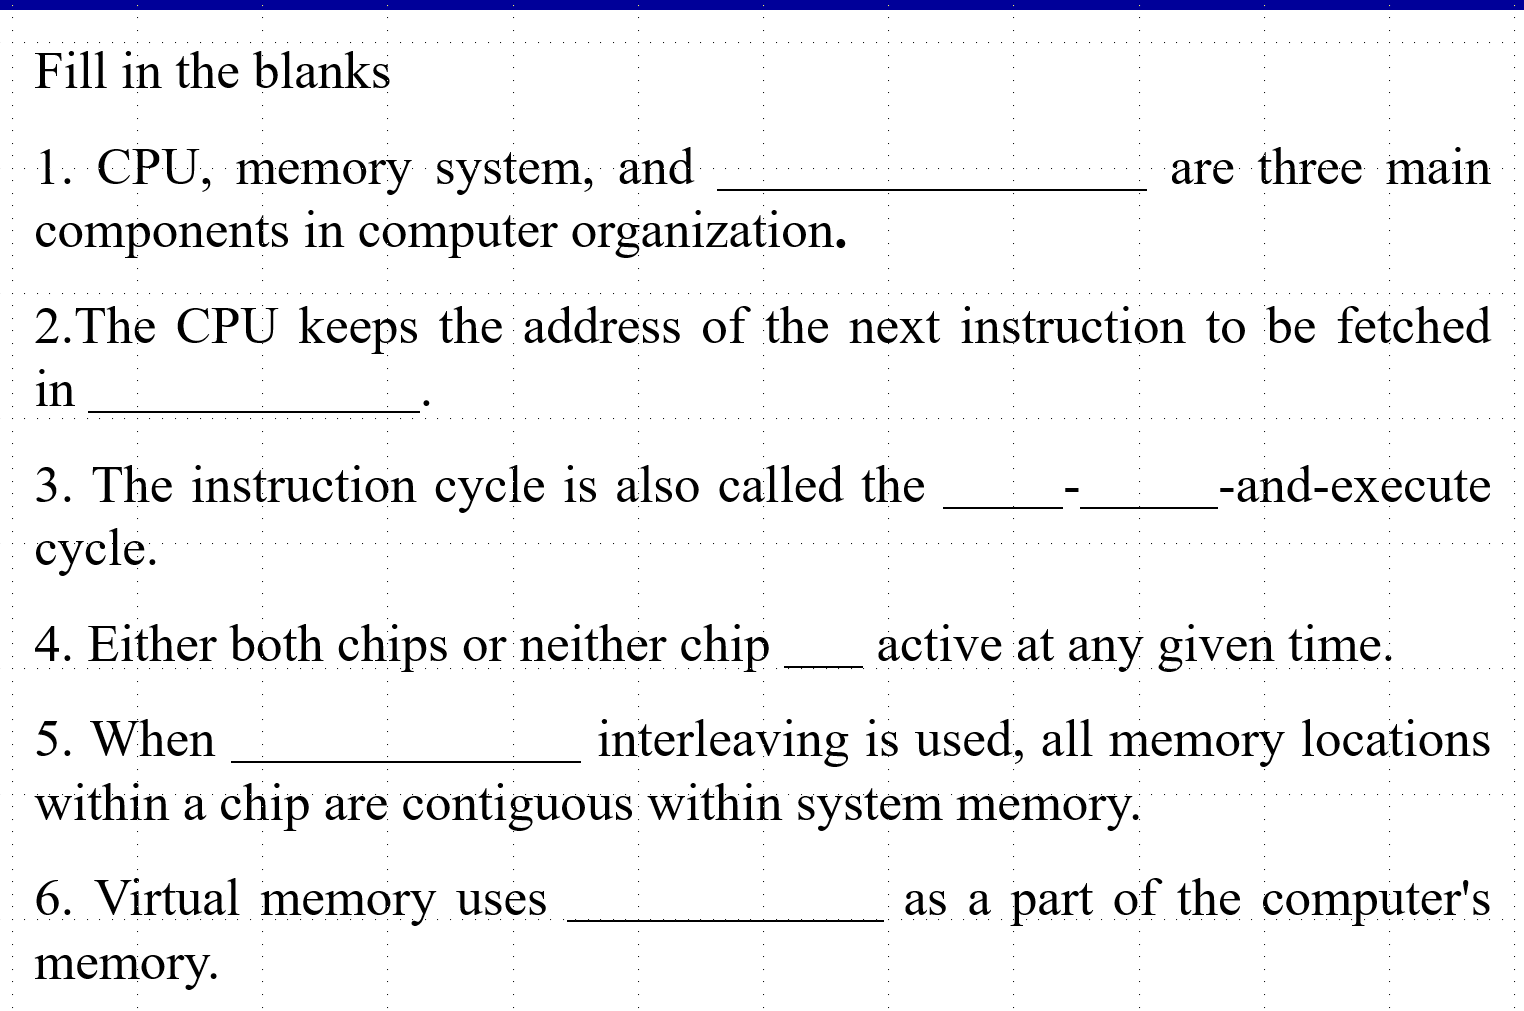 Fill in the blanks
1. CPU, memory system, and _________________ are three main
components in computer organization.
2.The CPU keeps the address of the next instruction to be fetched
in _____________.
3. The instruction cycle is also called the _____-______-and-execute
cycle.
4. Either both chips or neither chip ___ active at any given time.
5. When ______________ interleaving is used, all memory locations
within a chip are contiguous within system memory.
6. Virtual memory uses _____________ as a part of the computer's
memory.